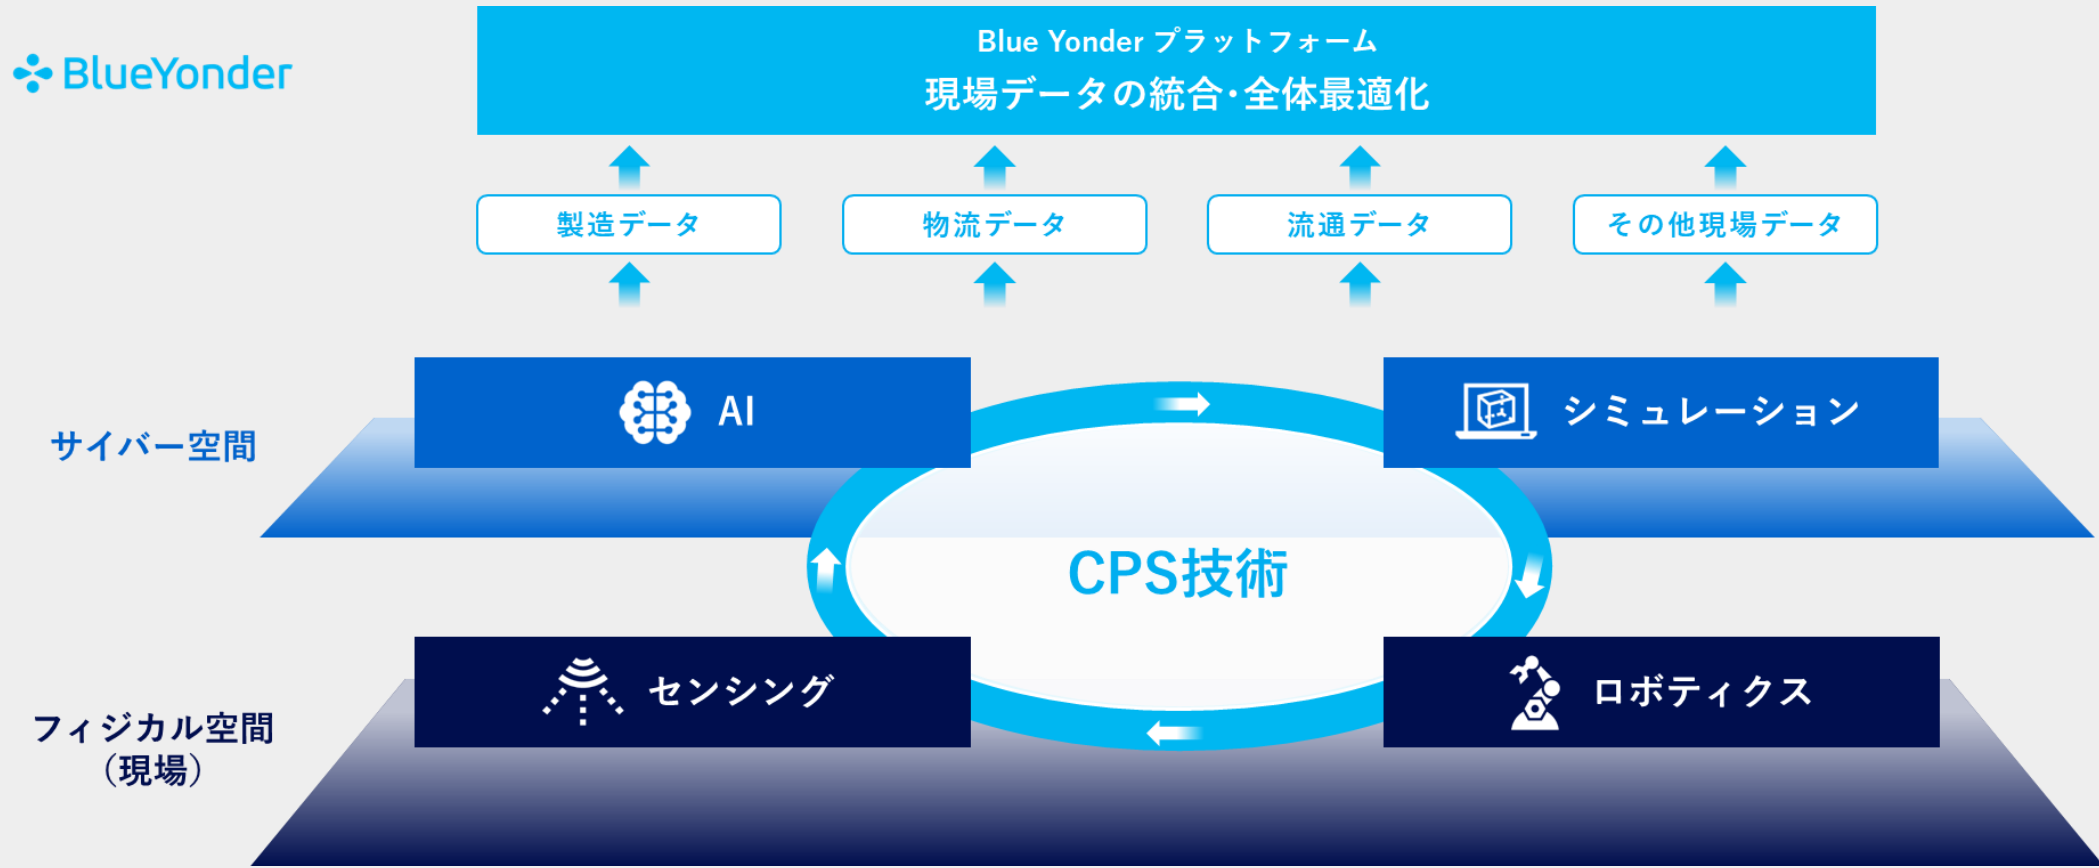 BlueYonder
Blue Yonder プラットフォーム
現場データの統合・全体最適化
製造データ
物流データ
流通データ
その他現場データ
サイバー空間
AI
シミュレーション
CPS技術
フィジカル空間
（現場）
センシング
ロボティクス